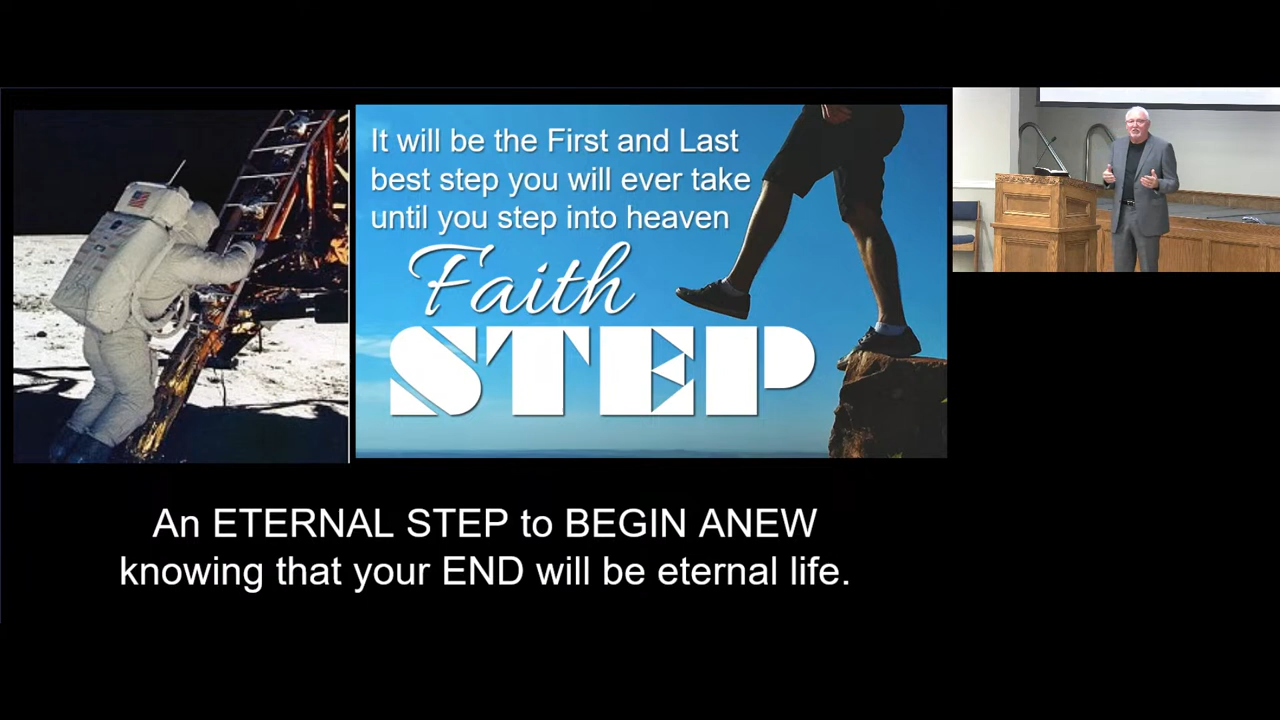 It will be the First and Last
best step you will ever take
until you step into heaven
Faith
STEP
An ETERNAL STEP to BEGIN ANEW
knowing that your END will be eternal life.